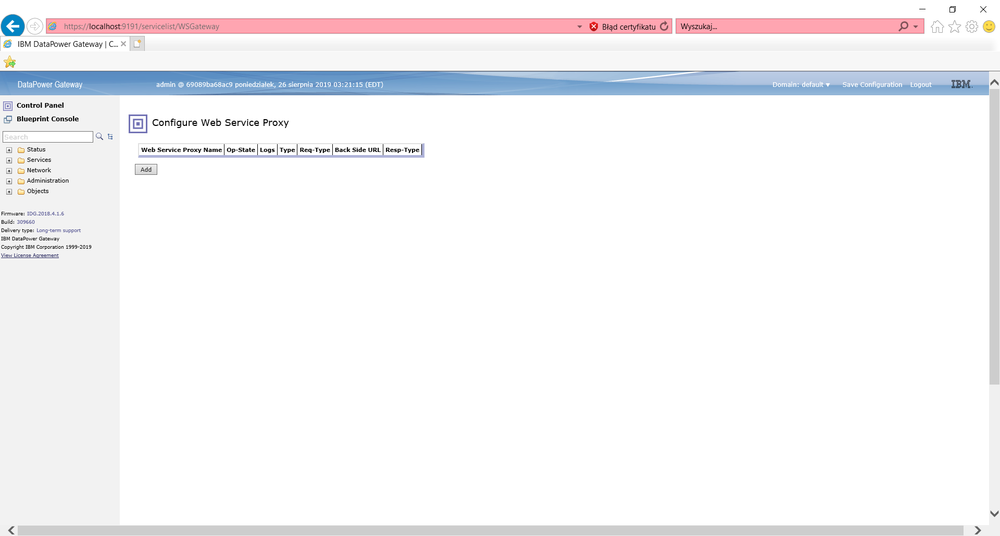 https://localhost:9191/servicelist/WSGateway
Błąd certyfikatu
Wyszukaj...
IBM DataPower Gateway | C...
DataPower Gateway
admin @ 69089ba68ac9 poniedziałek, 26 sierpnia 2019 03:21:15 (EDT)
Domain: default ▾
Save Configuration
Logout
IBM.
Control Panel
Blueprint Console
Search
Status
Services
Network
Administration
Objects
Firmware: IDG.2018.4.1.6
Build: 309660
Delivery type: Long-term support
IBM DataPower Gateway
Copyright IBM Corporation 1999-2019
View License Agreement
Configure Web Service Proxy
Web Service Proxy Name Op-State Logs Type Req-Type Back Side URL Resp-Type
Add